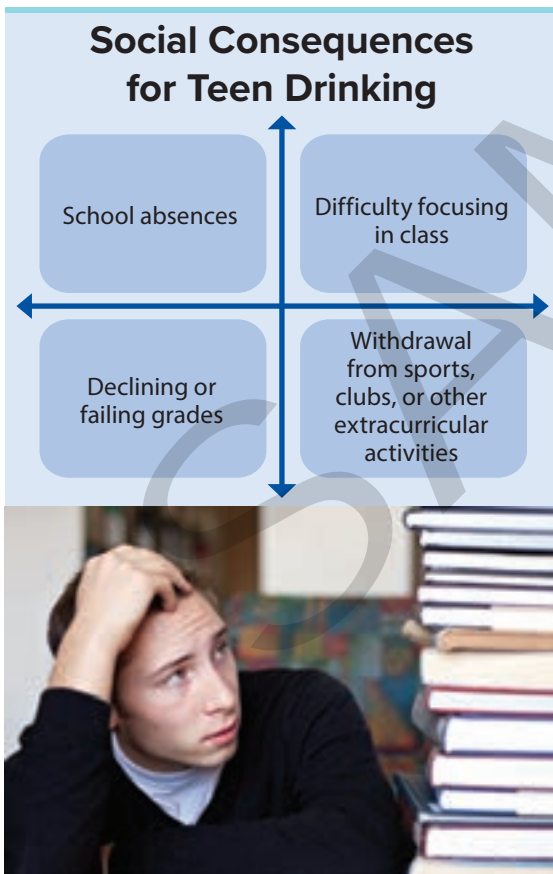 Social Consequences
for Teen Drinking
School absences
Difficulty focusing
in class
Declining or
failing grades
Withdrawal
from sports,
clubs, or other
extracurricular
activities